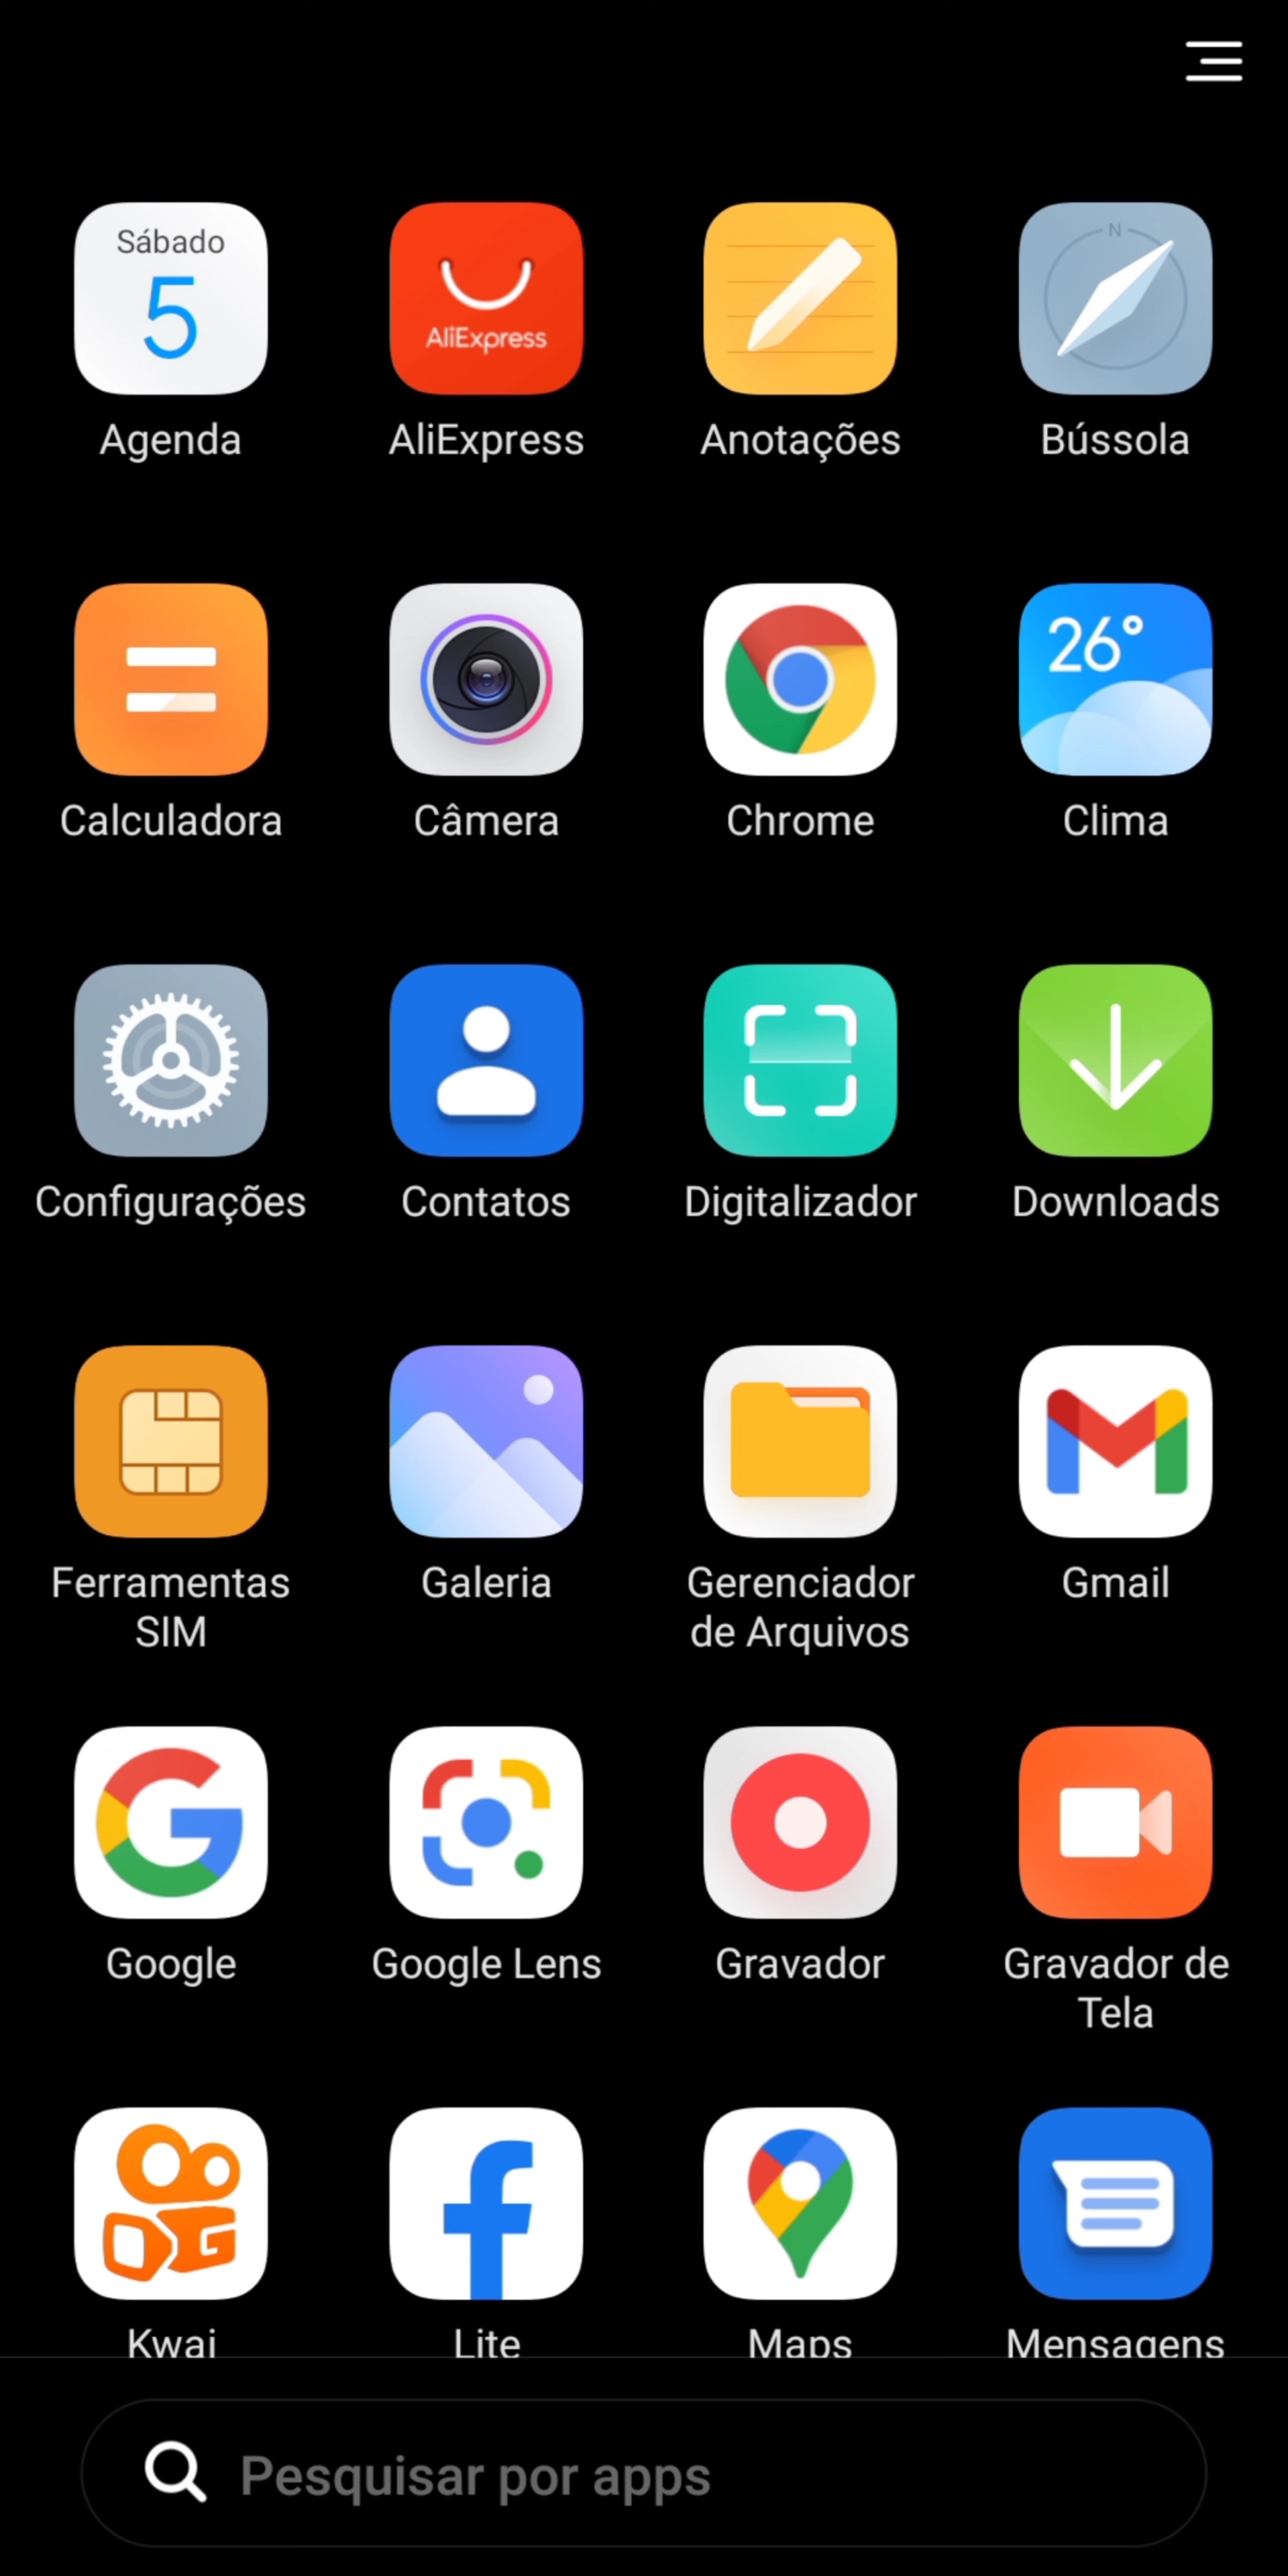 Sábado
5
AliExpress
N
Agenda
AliExpress
Anotações
Bússola
26°
Calculadora
Câmera
Chrome
Clima
Configurações
Contatos
Digitalizador
Downloads
Ferramentas
SIM
Galeria
Gerenciador
de Arquivos
Gmail
Google
Google Lens
Gravador
Gravador de
Tela
Kwai
Lite
Maps
Mensagens
Pesquisar por apps